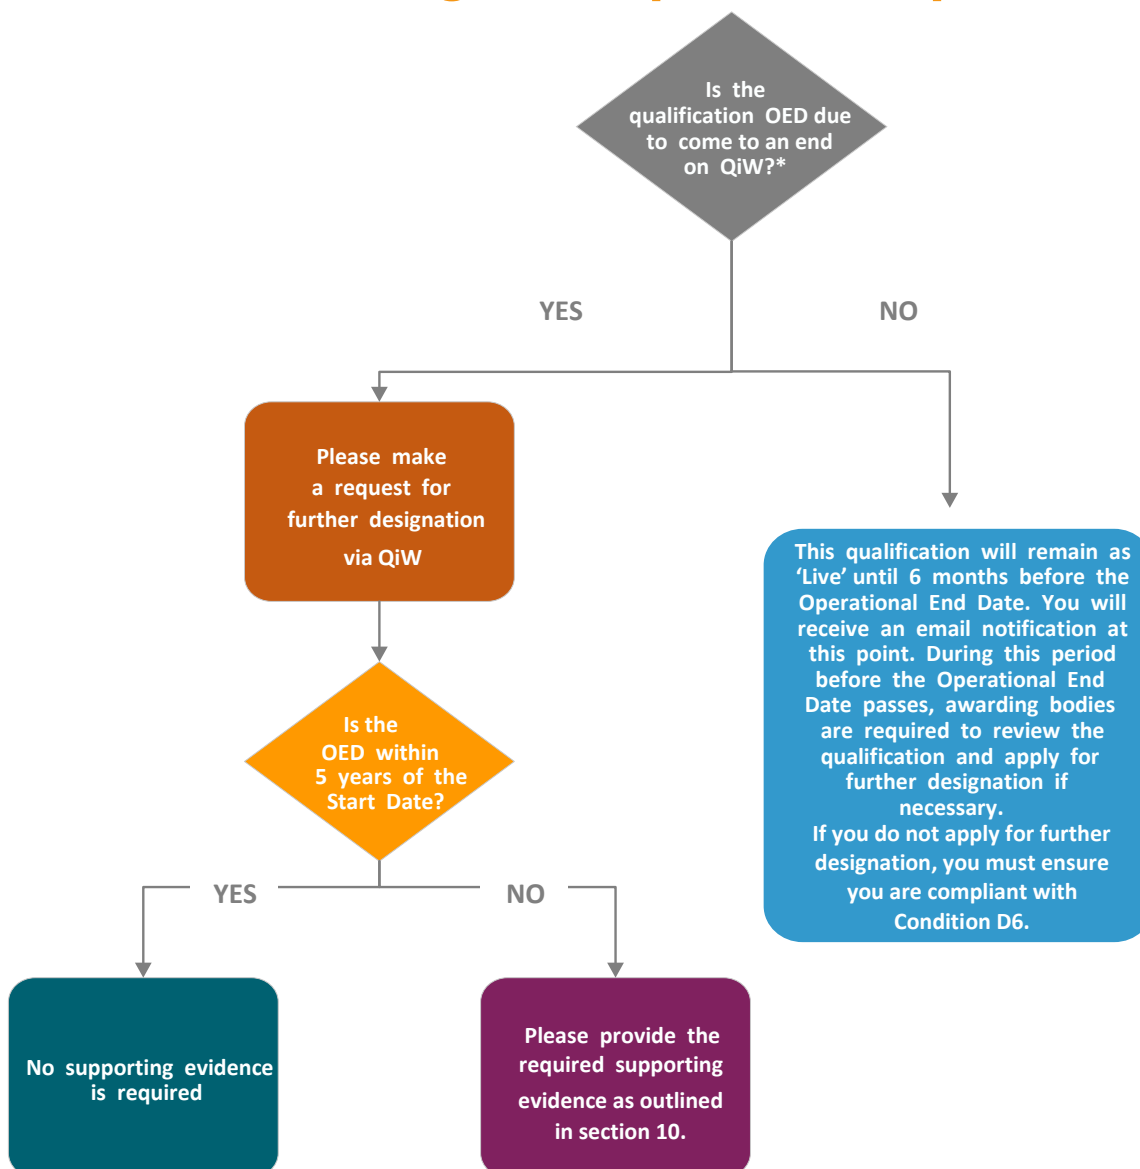 Is the
qualification OED due
to come to an end
on QiW?*
YES
NO
Please make
a request for
further designation
via QiW
This qualification will remain as
‘Live’ until 6 months before the
Operational End Date. You will
receive an email notification at
this point. During this period
before the Operational End
Date passes, awarding bodies
are required to review the
qualification and apply for
further designation if
necessary.
If you do not apply for further
designation, you must ensure
you are compliant with
Condition D6.
Is the
OED within
5 years of the
Start Date?
YES
NO
No supporting evidence
is required
Please provide the
required supporting
evidence as outlined
in section 10.